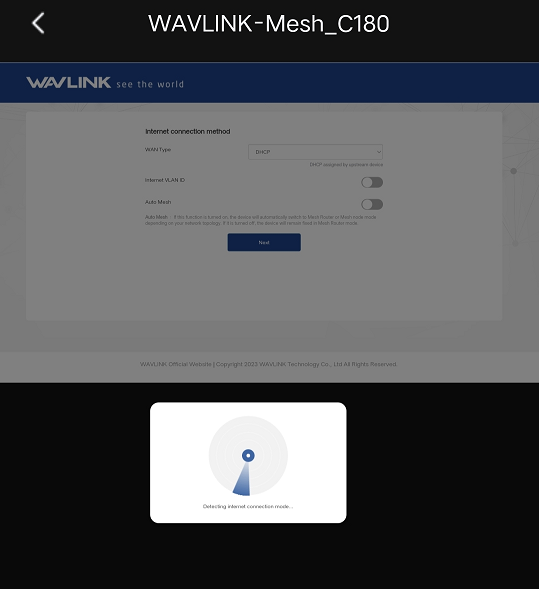 WAVLINK-Mesh_C180
WAVLINK see the world
Internet connection method
WAN Type
DHCP
DHCP assigned by upstream device
Internet VLAN ID
Auto Mesh
Auto Mesh : If this function is turned on, the device will automatically switch to Mesh Router or Mesh node mode
depending on your network topology. If it is turned off, the device will remain fixed in Mesh Router mode.
Next
WAVLINK Official Website | Copyright 2023 WAVLINK Technology Co., Ltd All Rights Reserved.
Detecting internet connection mode...